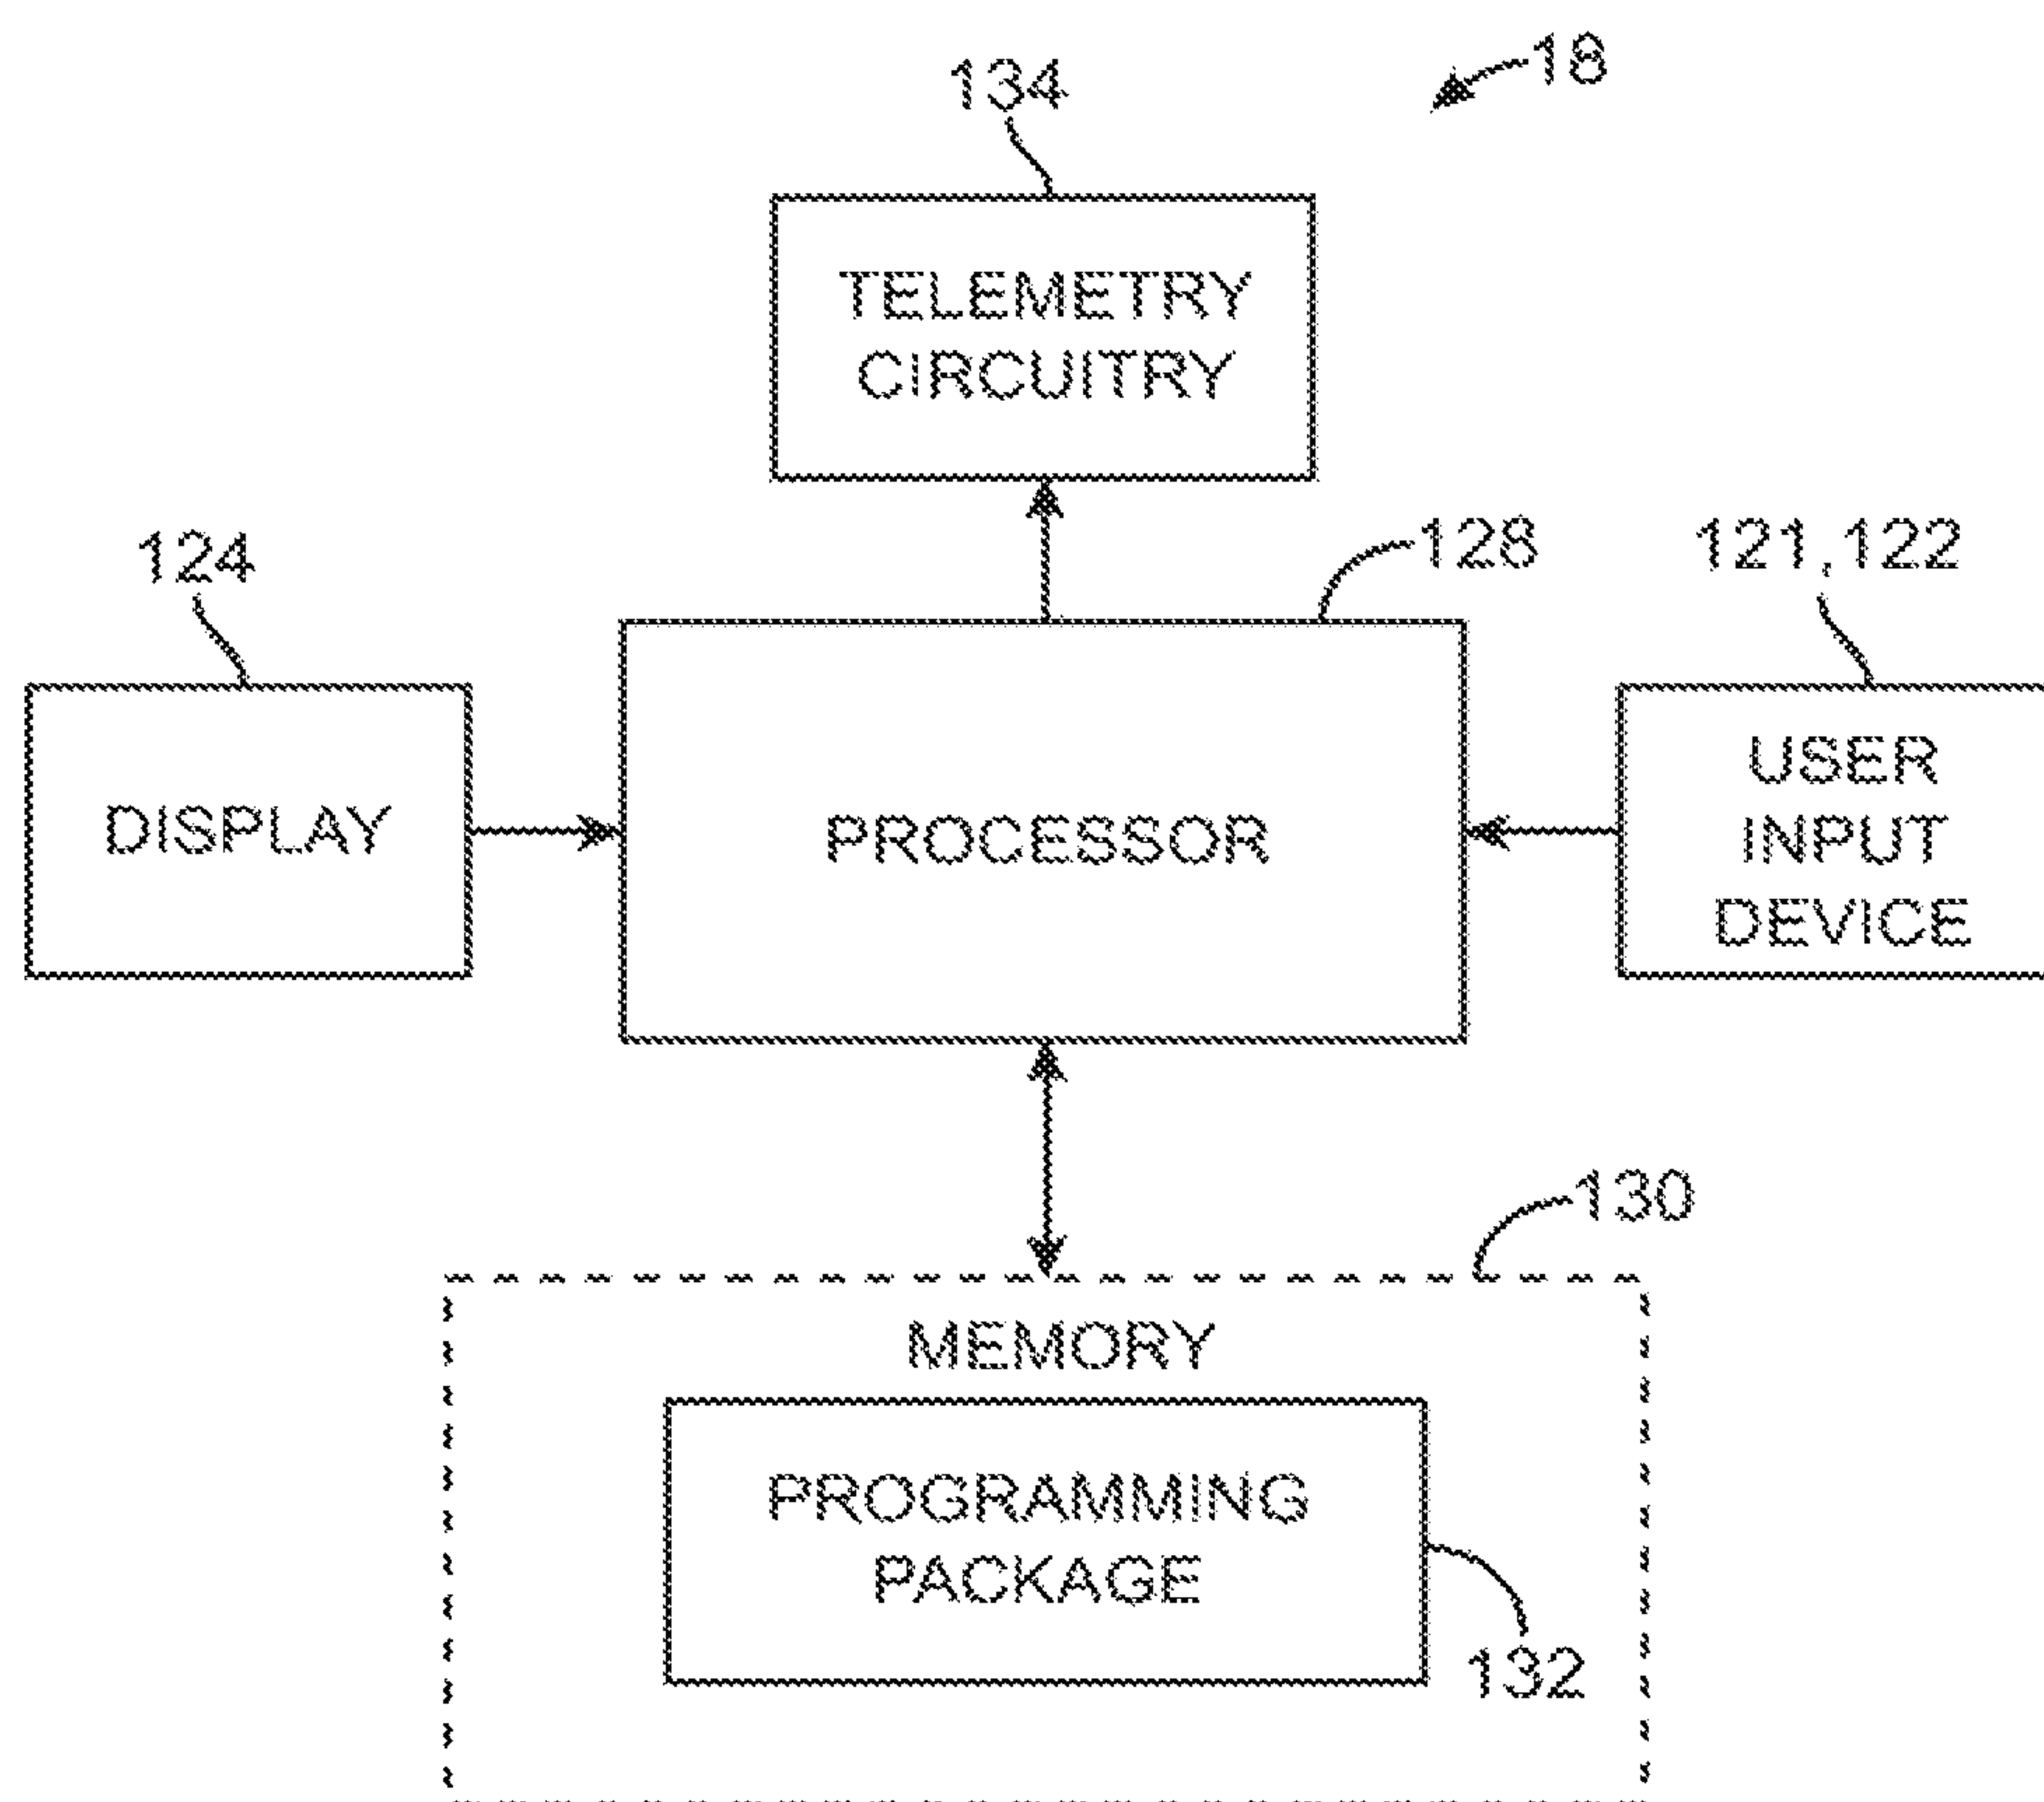 18
134
TELEMETRY
CIRCUITRY
124
128
121,122
DISPLAY
PROCESSOR
USER
INPUT
DEVICE
130
MEMORY
PROGRAMMING
PACKAGE
132